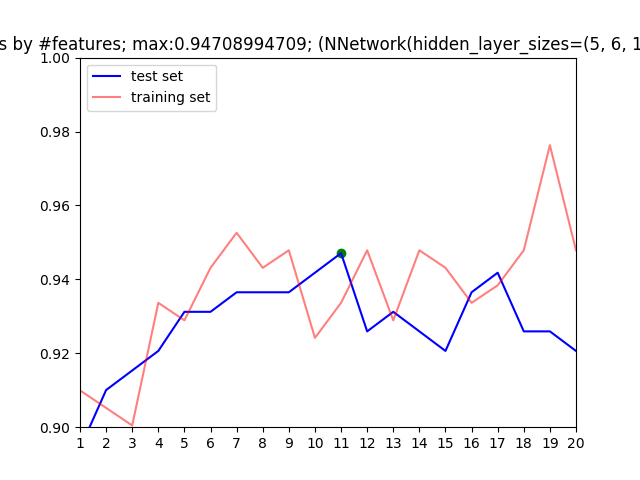 s by #features; max:0.94708994709; (NNetwork(hidden_layer_sizes=(5, 6, 1
test set
training set
1.00
0.98
0.96
0.94
0.92
0.90
1 2 3 4 5 6 7 8 9 10 11 12 13 14 15 16 17 18 19 20